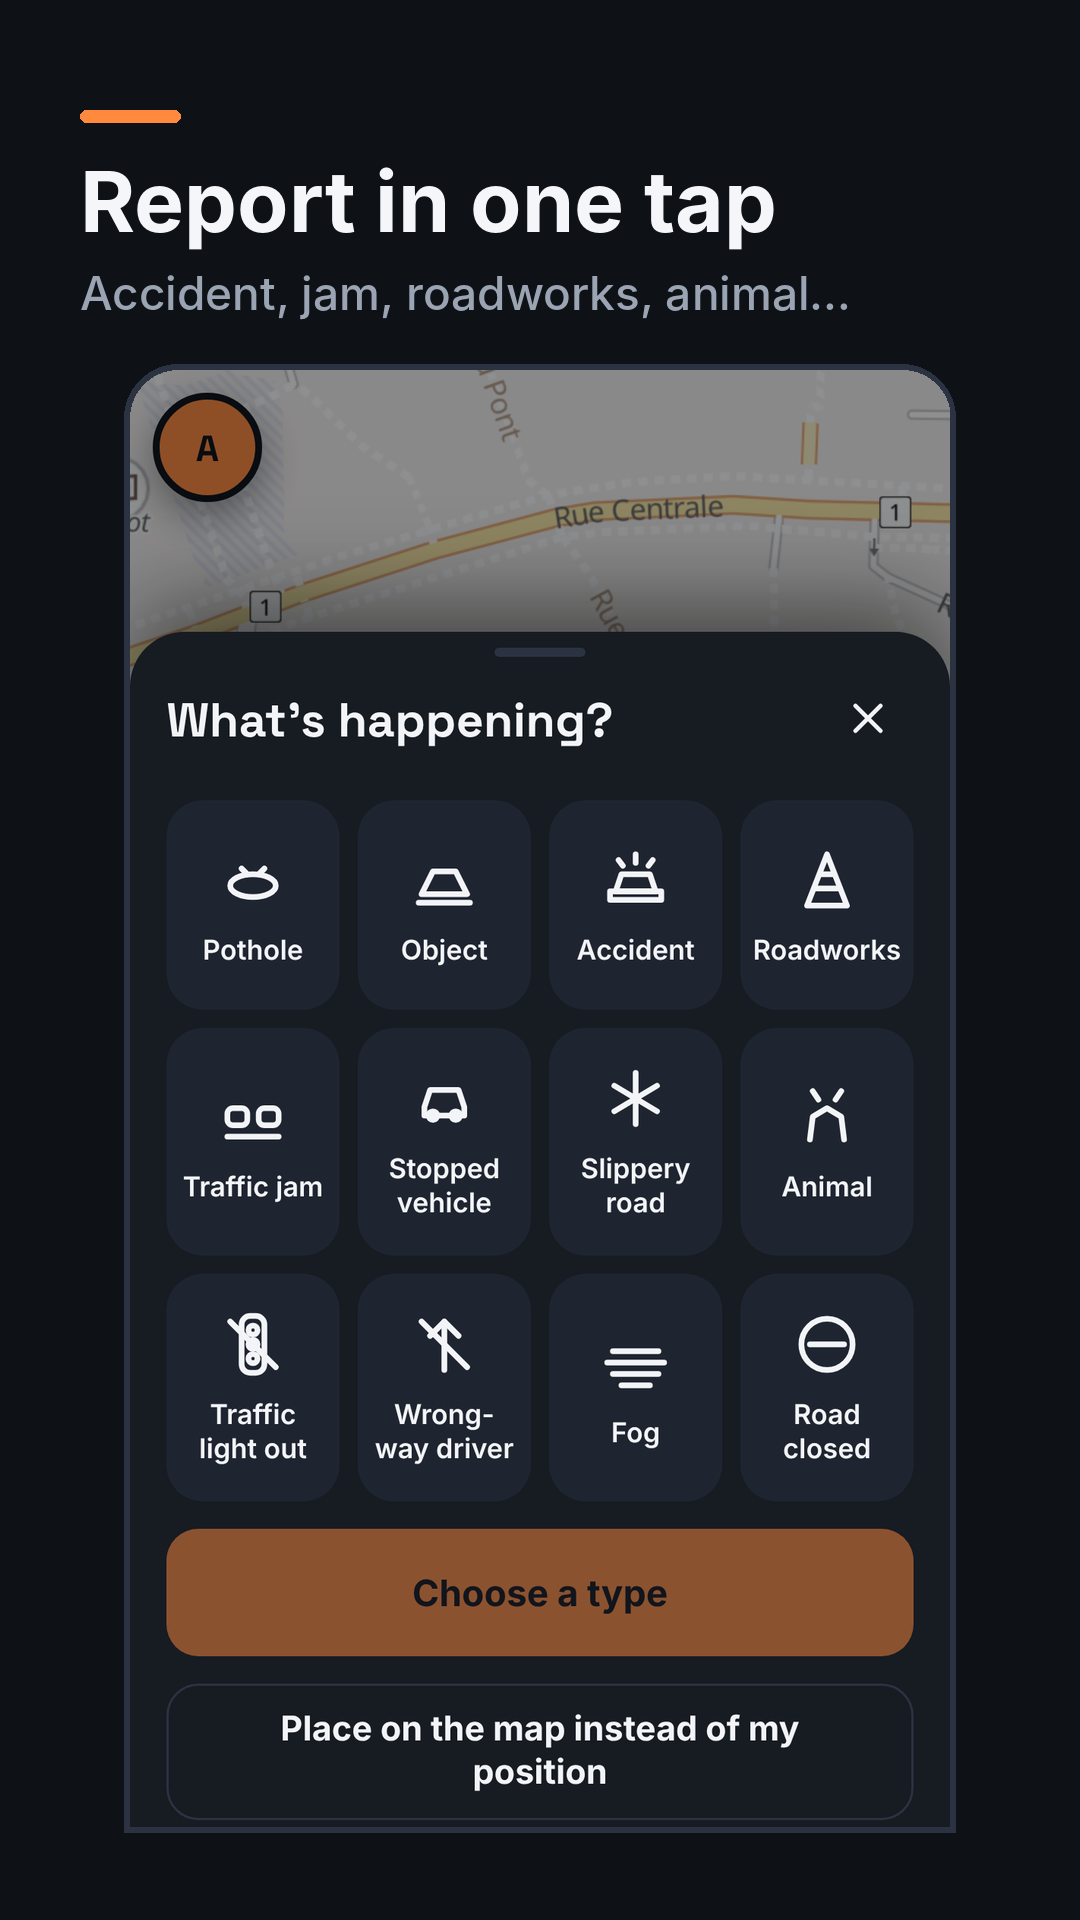 Report in one tap
Accident, jam, roadworks, animal...
A
Pont
Rue Centrale
1
1
Rue
What's happening?
Pothole
Object
Accident
Roadworks
Traffic jam
Stopped
vehicle
Slippery
road
Animal
Traffic
light out
Wrong-
way driver
Fog
Road
closed
Choose a type
Place on the map instead of my
position